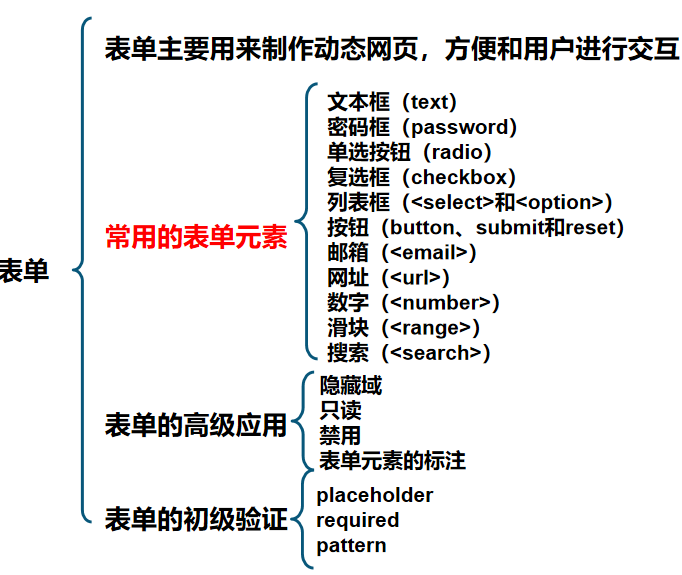 表单
表单主要用来制作动态网页，方便和用户进行交互
常用的表单元素
文本框（text）
密码框（password）
单选按钮（radio）
复选框（checkbox）
列表框（<select>和<option>）
按钮（button、submit和reset）
邮箱（<email>）
网址（<url>）
数字（<number>）
滑块（<range>）
搜索（<search>）
表单的高级应用
隐藏域
只读
禁用
表单元素的标注
表单的初级验证
placeholder
required
pattern